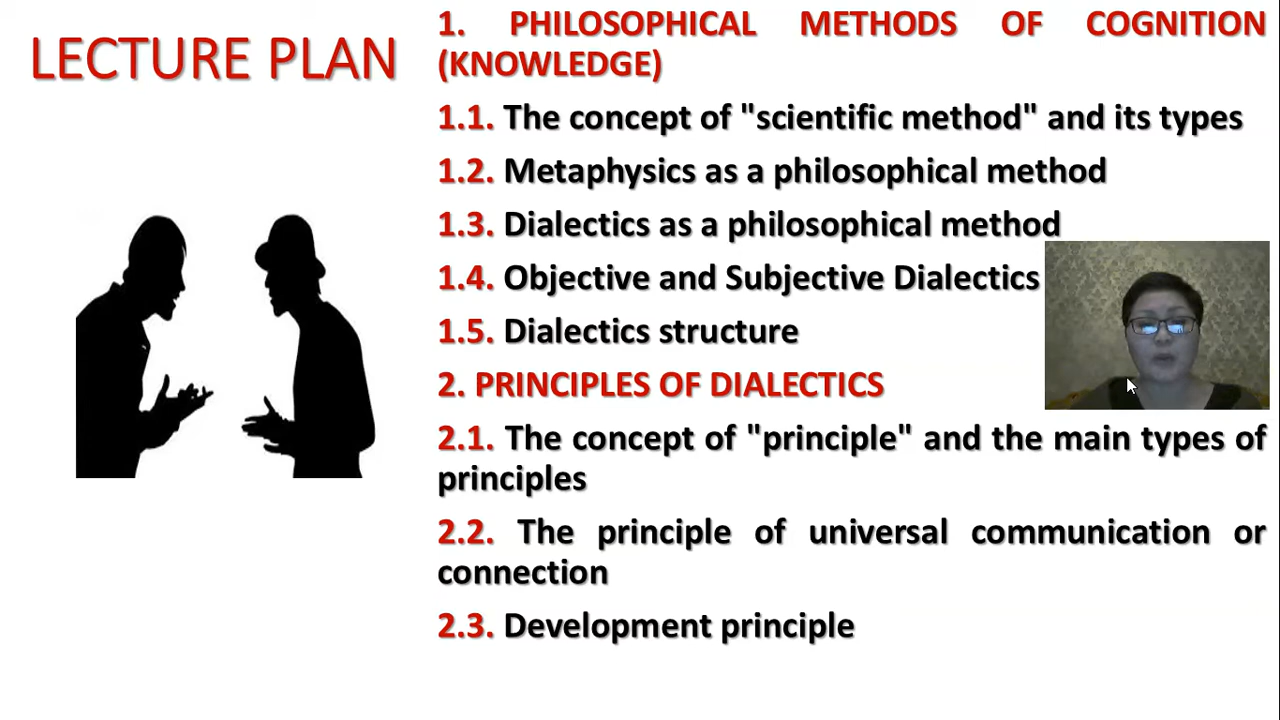 LECTURE PLAN
1. PHILOSOPHICAL METHODS OF COGNITION
(KNOWLEDGE)
1.1. The concept of "scientific method" and its types
1.2. Metaphysics as a philosophical method
1.3. Dialectics as a philosophical method
1.4. Objective and Subjective Dialectics
1.5. Dialectics structure
2. PRINCIPLES OF DIALECTICS
2.1. The concept of "principle" and the main types of
principles
2.2. The principle of universal communication or
connection
2.3. Development principle